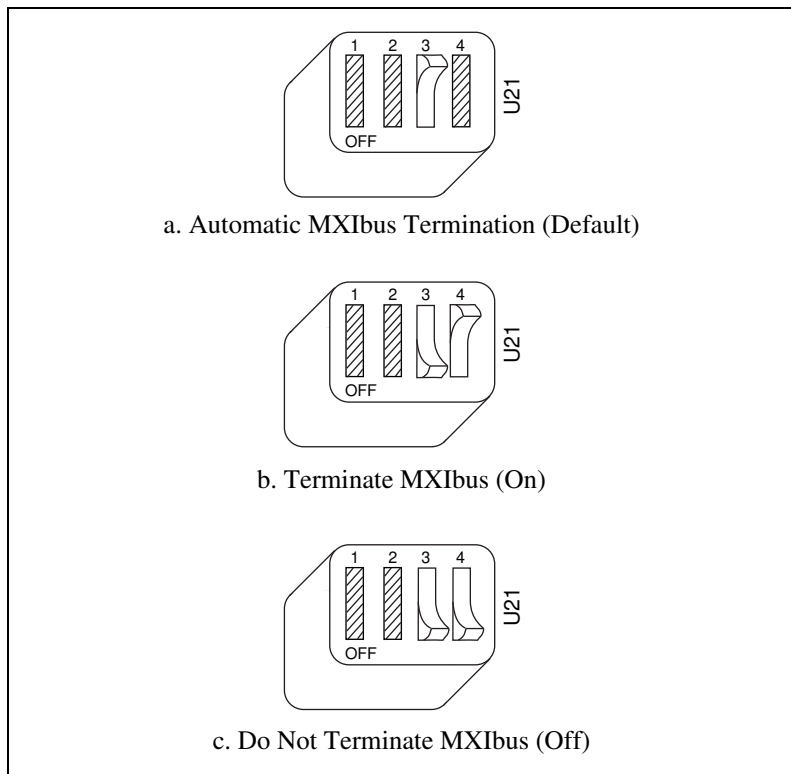 1 2 3 4
OFF
U21
a. Automatic MXIbus Termination (Default)
1 2 3 4
OFF
U21
b. Terminate MXIbus (On)
1 2 3 4
OFF
U21
c. Do Not Terminate MXIbus (Off)